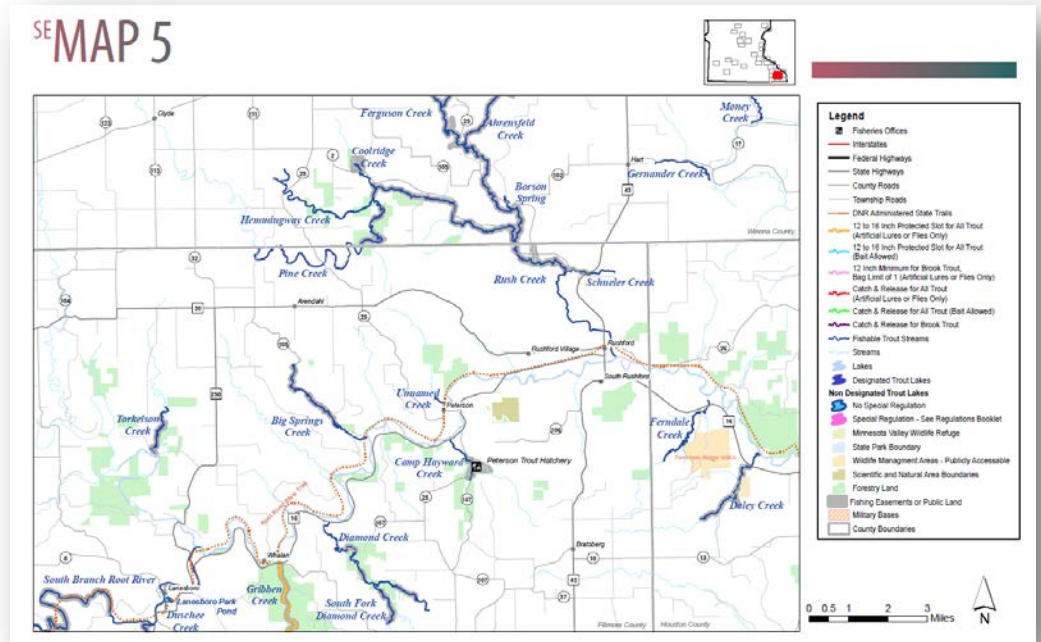 SE MAP 5
Ferguson Creek
Ahrensfeld Creek
Money Creek
Clyde
Coolridge Creek
Hart
Gernander Creek
Borson Spring
Hemmingway Creek
Winona County
Pine Creek
Rush Creek
Schueler Creek
Arendahl
Rushford Village
Rushford
South Rushford
Unnamed Creek
Peterson
Torkelson Creek
Big Springs Creek
Ferndale Creek
Camp Hayward Creek
Peterson Trout Hatchery
Daley Creek
Diamond Creek
Bratsberg
Whalan
South Branch Root River
Lanesboro
Lanesboro Park Pond
Gribben Creek
Duschee Creek
South Fork Diamond Creek
Fillmore County
Houston County
Legend
Fisheries Offices
Interstates
Federal Highways
State Highways
County Roads
Township Roads
DNR Administered State Trails
12 to 16 Inch Protected Slot for All Trout
(Artificial Lures or Flies Only)
12 to 16 Inch Protected Slot for All Trout
(Bait Allowed)
12 Inch Minimum for Brook Trout,
Bag Limit of 1 (Artificial Lures or Flies Only)
Catch & Release for All Trout
(Artificial Lures or Flies Only)
Catch & Release for All Trout (Bait Allowed)
Catch & Release for Brook Trout
Fishable Trout Streams
Streams
Lakes
Designated Trout Lakes
Non Designated Trout Lakes
No Special Regulation
Special Regulation - See Regulations Booklet
Minnesota Valley Wildlife Refuge
State Park Boundary
Wildlife Managment Areas - Publicly Accessable
Scientific and Natural Area Boundaries
Forestry Land
Fishing Easements or Public Land
Military Bases
County Boundaries
0 0.5 1 2 3
Miles
N